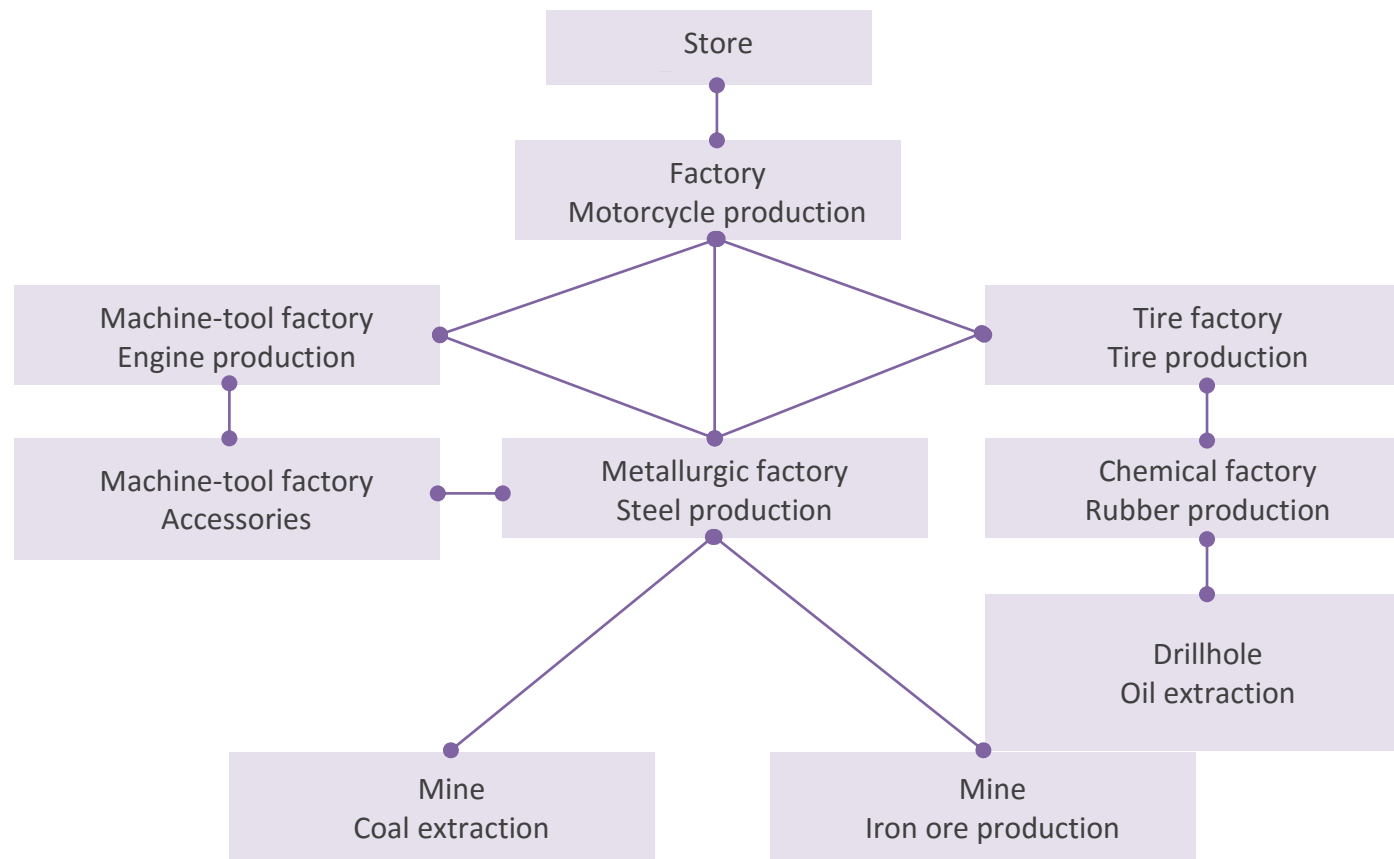 Store
Factory
Motorcycle production
Machine-tool factory
Engine production
Tire factory
Tire production
Machine-tool factory
Accessories
Metallurgic factory
Steel production
Chemical factory
Rubber production
Drillhole
Oil extraction
Mine
Coal extraction
Mine
Iron ore production